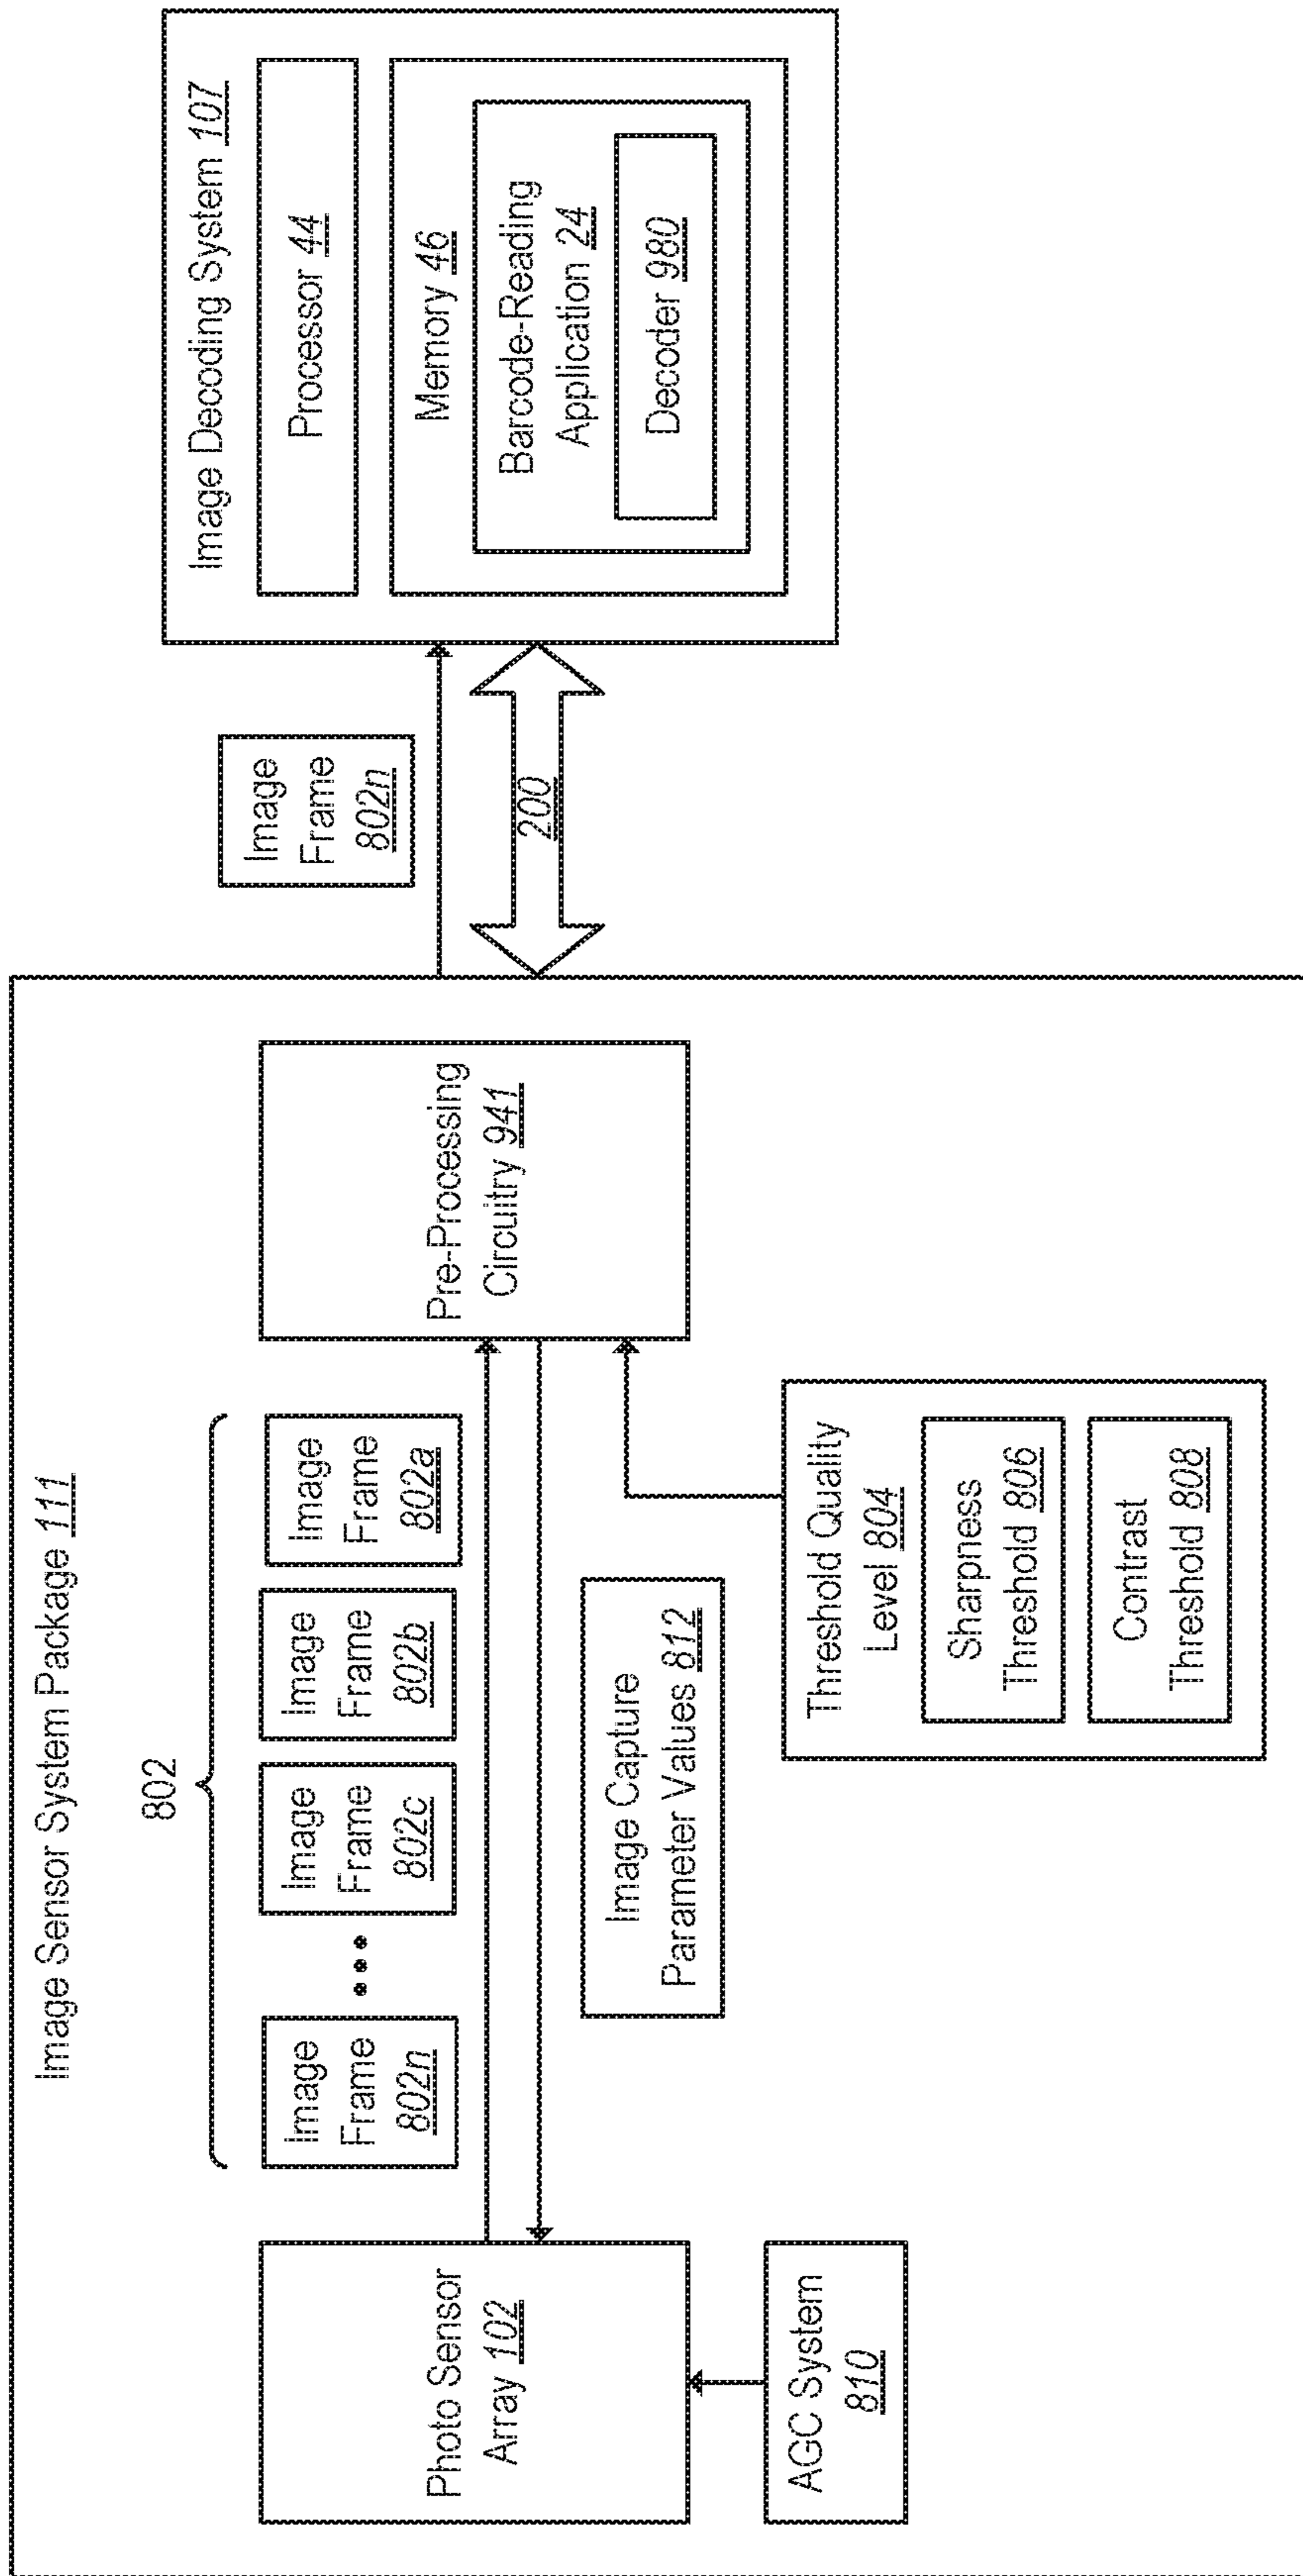 Image Sensor System Package 111
802
Image
Frame
802n
Image
Frame
802c
Image
Frame
802b
Image
Frame
802a
Photo Sensor
Array 102
Pre-Processing
Circuitry 941
AGC System
810
Image Capture
Parameter Values 812
Threshold Quality
Level 804
Sharpness
Threshold 806
Contrast
Threshold 808
Image
Frame
802n
200
Image Decoding System 107
Processor 44
Memory 46
Barcode-Reading
Application 24
Decoder 980